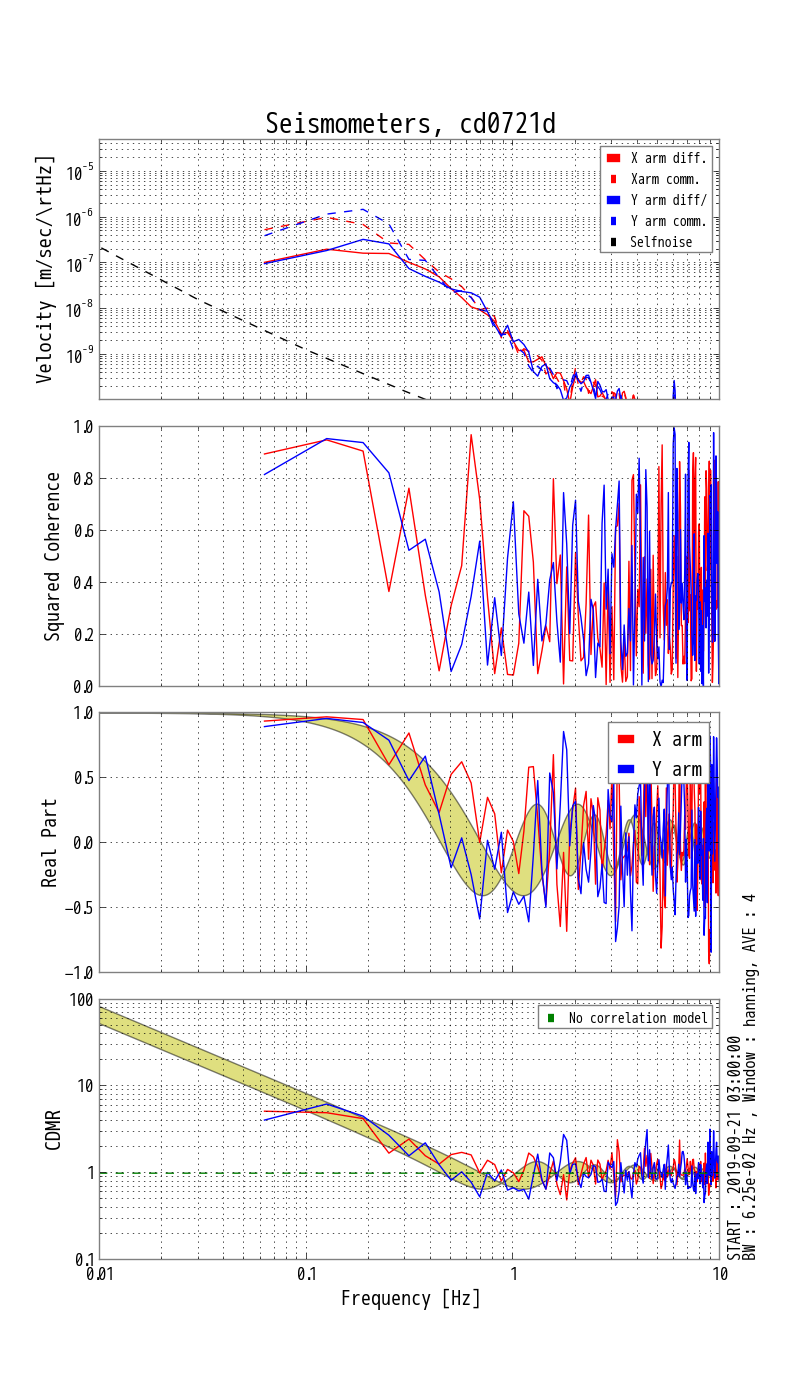 Seismometers, cd0721d
Velocity [m/sec/\rtHz]
10^-5
10^-6
10^-7
10^-8
10^-9
X arm diff.
Xarm comm.
Y arm diff/
Y arm comm.
Selfnoise
Squared Coherence
1.0
0.8
0.6
0.4
0.2
0.0
Real Part
1.0
0.5
0.0
−0.5
−1.0
X arm
Y arm
CDMR
100
10
1
0.1
No correlation model
0.01
0.1
1
10
Frequency [Hz]
START : 2019-09-21 03:00:00
BW : 6.25e-02 Hz , Window : hanning, AVE : 4